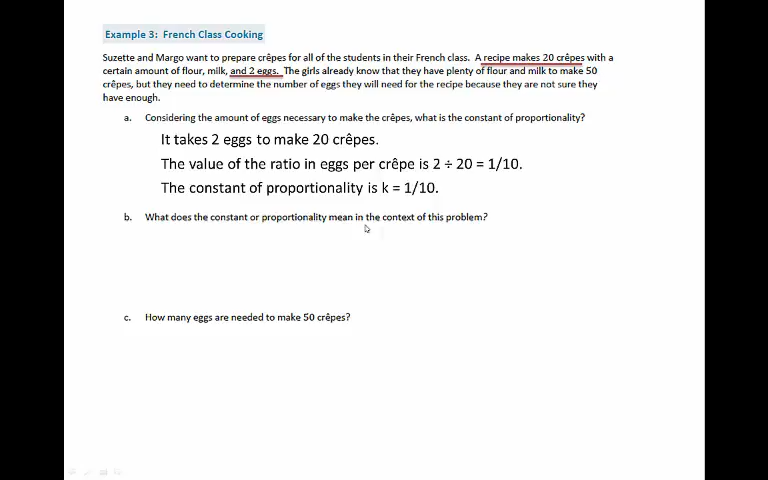 Example 3: French Class Cooking
Suzette and Margo want to prepare crêpes for all of the students in their French class. A recipe makes 20 crêpes with a
certain amount of flour, milk, and 2 eggs. The girls already know that they have plenty of flour and milk to make 50
crêpes, but they need to determine the number of eggs they will need for the recipe because they are not sure they
have enough.
a. Considering the amount of eggs necessary to make the crêpes, what is the constant of proportionality?
It takes 2 eggs to make 20 crêpes.
The value of the ratio in eggs per crêpe is 2 ÷ 20 = 1/10.
The constant of proportionality is k = 1/10.
b. What does the constant or proportionality mean in the context of this problem?
c. How many eggs are needed to make 50 crêpes?